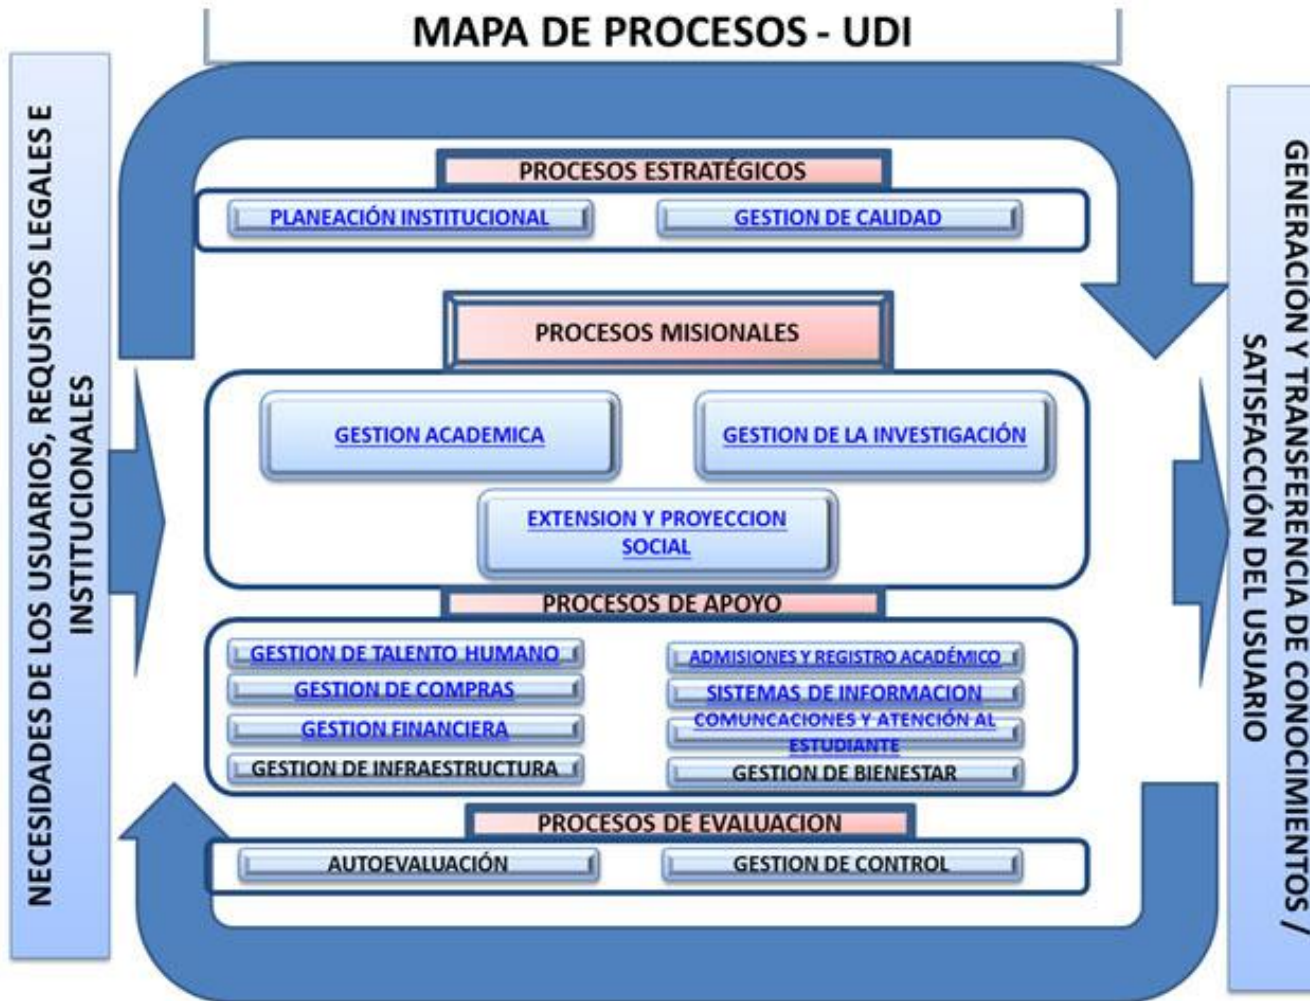 MAPA DE PROCESOS - UDI
NECESIDADES DE LOS USUARIOS, REQUSITOS LEGALES E
INSTITUCIONALES
PROCESOS ESTRATÉGICOS
PLANEACIÓN INSTITUCIONAL
GESTION DE CALIDAD
PROCESOS MISIONALES
GESTION ACADEMICA
GESTION DE LA INVESTIGACIÓN
EXTENSION Y PROYECCION
SOCIAL
PROCESOS DE APOYO
GESTION DE TALENTO HUMANO
GESTION DE COMPRAS
GESTION FINANCIERA
GESTION DE INFRAESTRUCTURA
ADMISIONES Y REGISTRO ACADÉMICO
SISTEMAS DE INFORMACION
COMUNCACIONES Y ATENCIÓN AL
ESTUDIANTE
GESTION DE BIENESTAR
PROCESOS DE EVALUACION
AUTOEVALUACIÓN
GESTION DE CONTROL
GENERACIÓN Y TRANSFERENCIA DE CONOCIMIENTOS /
SATISFACCIÓN DEL USUARIO